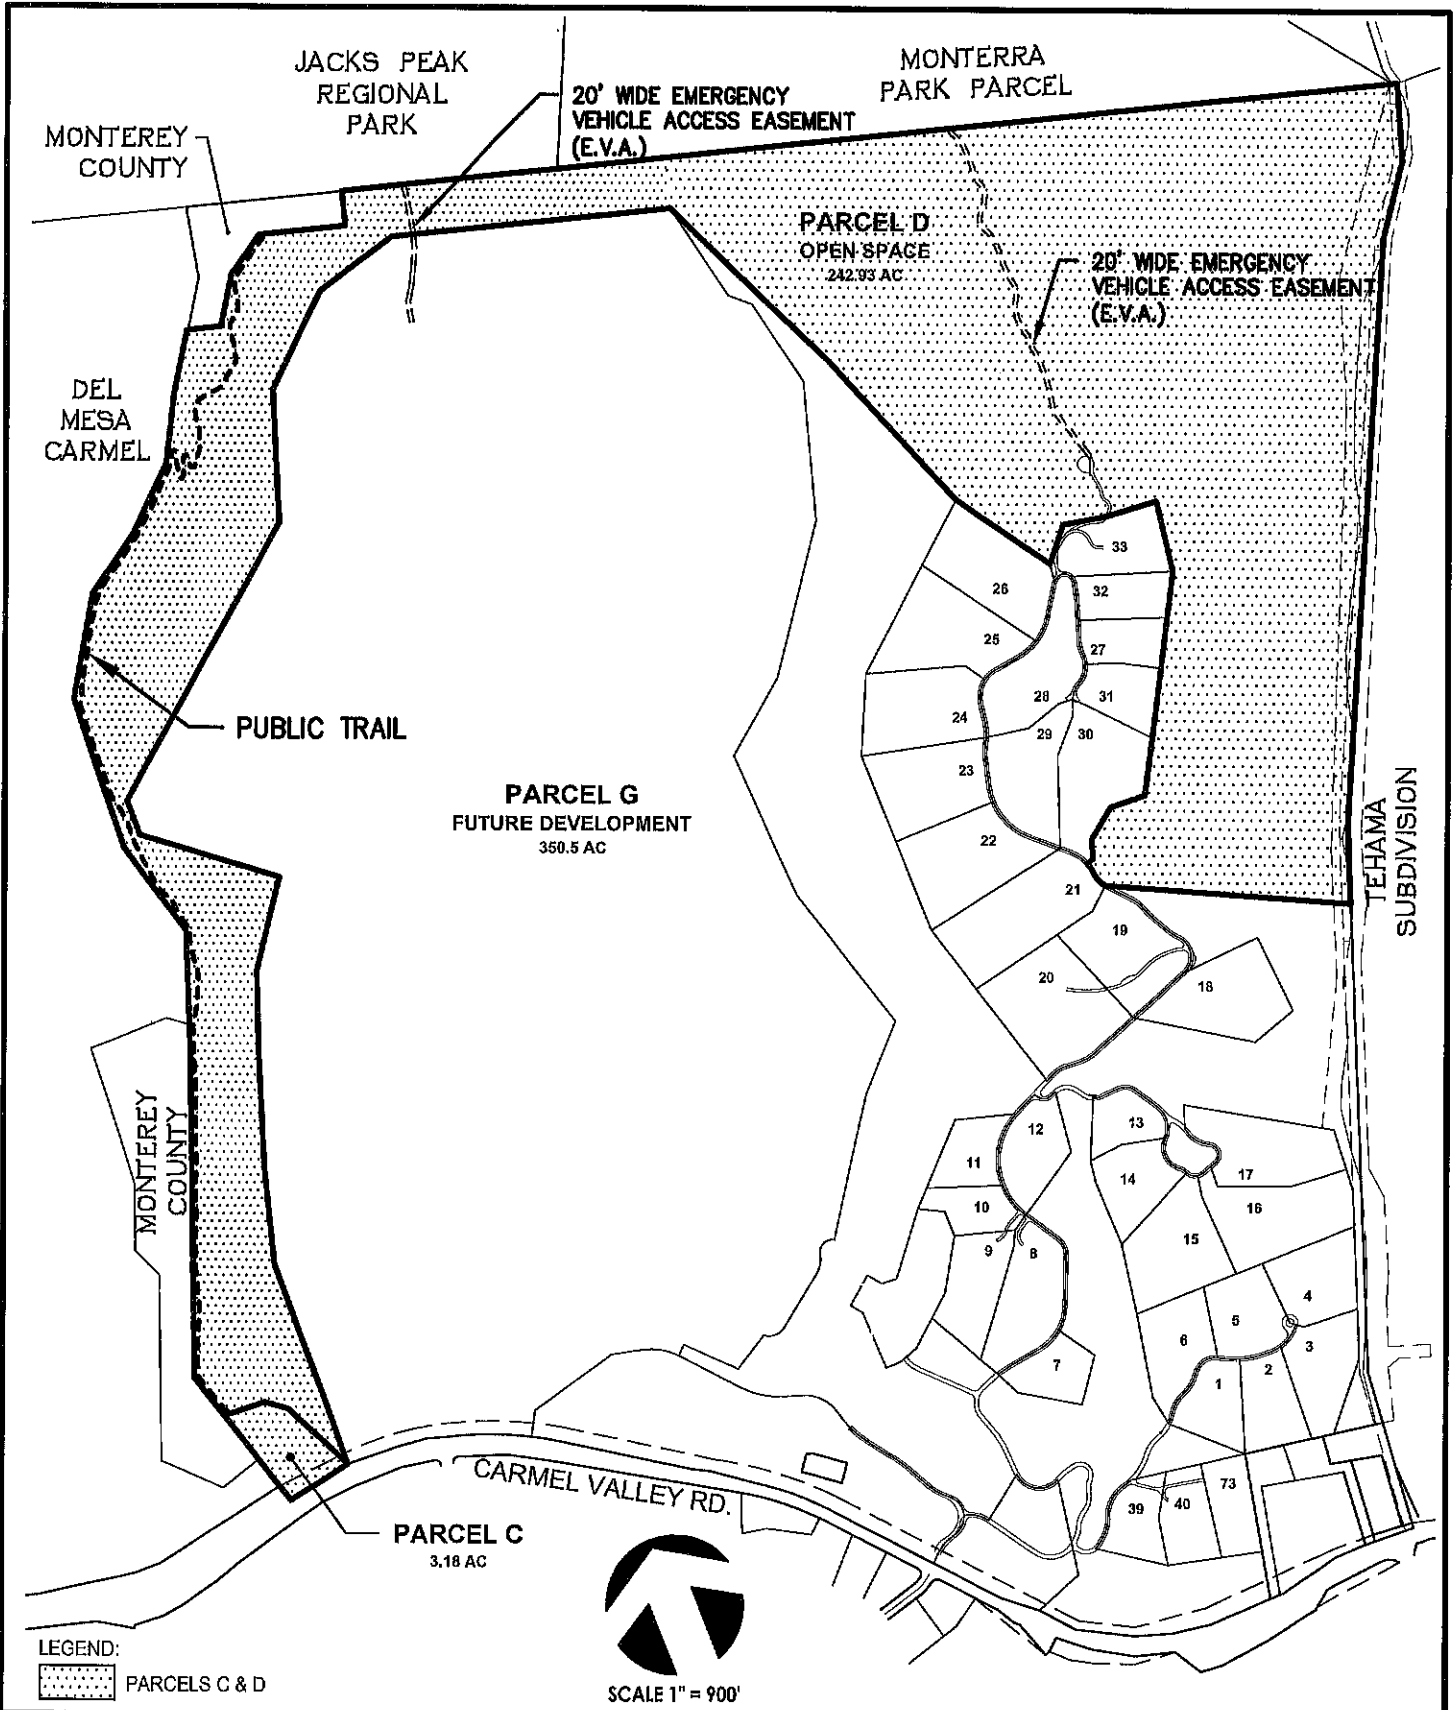 JACKS PEAK
REGIONAL
PARK
MONTERRA
PARK PARCEL
20' WIDE EMERGENCY
VEHICLE ACCESS EASEMENT
(E.V.A.)
MONTEREY
COUNTY
PARCEL D
OPEN SPACE
242.93 AC
20' WIDE EMERGENCY
VEHICLE ACCESS EASEMENT
(E.V.A.)
DEL
MESA
CARMEL
33
26
32
25
27
28
31
24
29
30
PUBLIC TRAIL
23
PARCEL G
FUTURE DEVELOPMENT
350.5 AC
22
TEHAMA
SUBDIVISION
21
19
20
18
MONTEREY
COUNTY
12
13
11
14
17
10
16
15
9
8
4
5
6
3
7
2
1
CARMEL VALLEY RD.
73
39
40
PARCEL C
3.18 AC
LEGEND:
PARCELS C & D
SCALE 1" = 900'